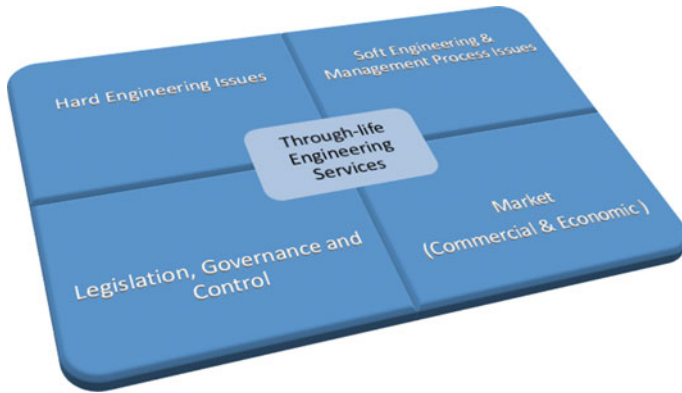 Hard Engineering Issues
Soft Engineering &
Management Process Issues
Through-life
Engineering
Services
Legislation, Governance and
Control
Market
(Commercial & Economic )